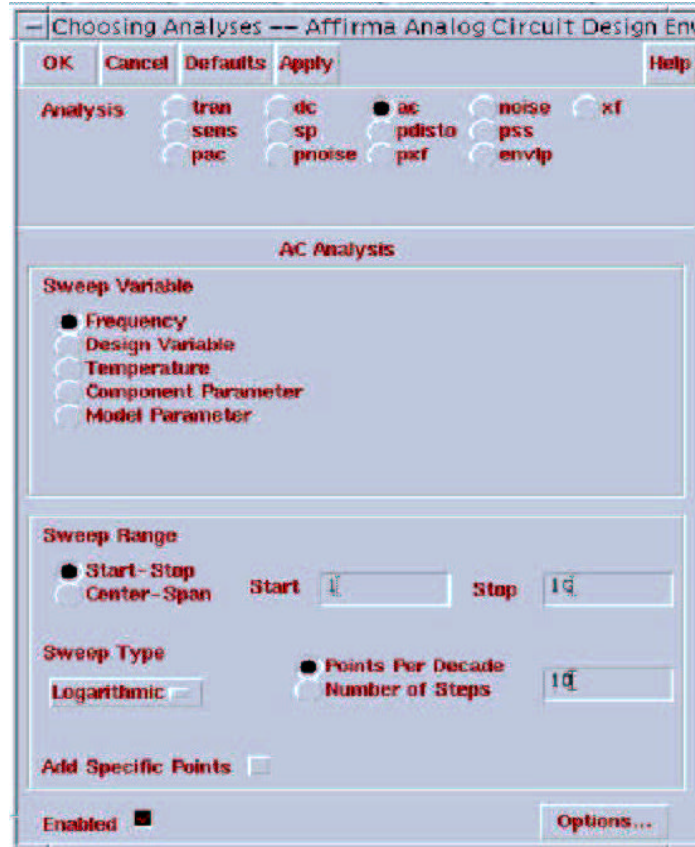 Choosing Analyses -- Affirma Analog Circuit Design Env
OK Cancel Defaults Apply Help
Analysis tran dc ac noise xf
sens sp pdisto pss
pac pnoise pxf envlp
AC Analysis
Sweep Variable
Frequency
Design Variable
Temperature
Component Parameter
Model Parameter
Sweep Range
Start-Stop
Center-Span
Start 1 Stop 1G
Sweep Type
Logarithmic
Points Per Decade
Number of Steps
10
Add Specific Points
Enabled Options...